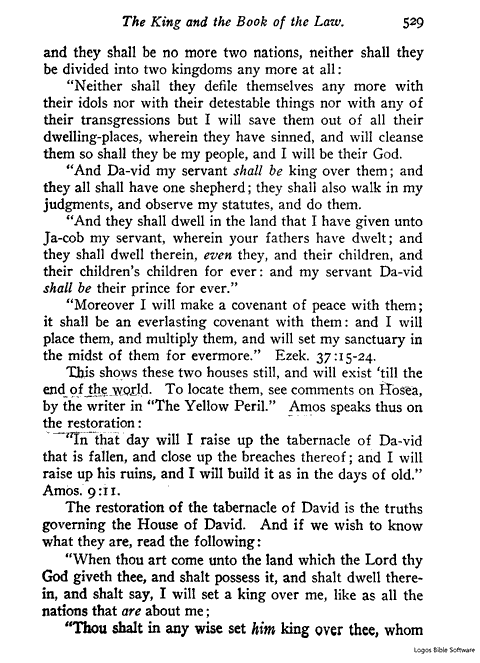 The King and the Book of the Law. 529
and they shall be no more two nations, neither shall they
be divided into two kingdoms any more at all:
"Neither shall they defile themselves any more with
their idols nor with their detestable things nor with any of
their transgressions but I will save them out of all their
dwelling-places, wherein they have sinned, and will cleanse
them so shall they be my people, and I will be their God.
"And Da-vid my servant shall be king over them; and
they all shall have one shepherd; they shall also walk in my
judgments, and observe my statutes, and do them.
"And they shall dwell in the land that I have given unto
Ja-cob my servant, wherein your fathers have dwelt; and
they shall dwell therein, even they, and their children, and
their children's children for ever: and my servant Da-vid
shall be their prince for ever."
"Moreover I will make a covenant of peace with them;
it shall be an everlasting covenant with them: and I will
place them, and multiply them, and will set my sanctuary in
the midst of them for evermore." Ezek. 37:15-24.
This shows these two houses still, and will exist 'till the
end of the world. To locate them, see comments on Hosea,
by the writer in "The Yellow Peril." Amos speaks thus on
the restoration:
"In that day will I raise up the tabernacle of Da-vid
that is fallen, and close up the breaches thereof; and I will
raise up his ruins, and I will build it as in the days of old."
Amos. 9:11.
The restoration of the tabernacle of David is the truths
governing the House of David. And if we wish to know
what they are, read the following:
"When thou art come unto the land which the Lord thy
God giveth thee, and shalt possess it, and shalt dwell there-
in, and shalt say, I will set a king over me, like as all the
nations that are about me;
"Thou shalt in any wise set him king over thee, whom
Logos Bible Software